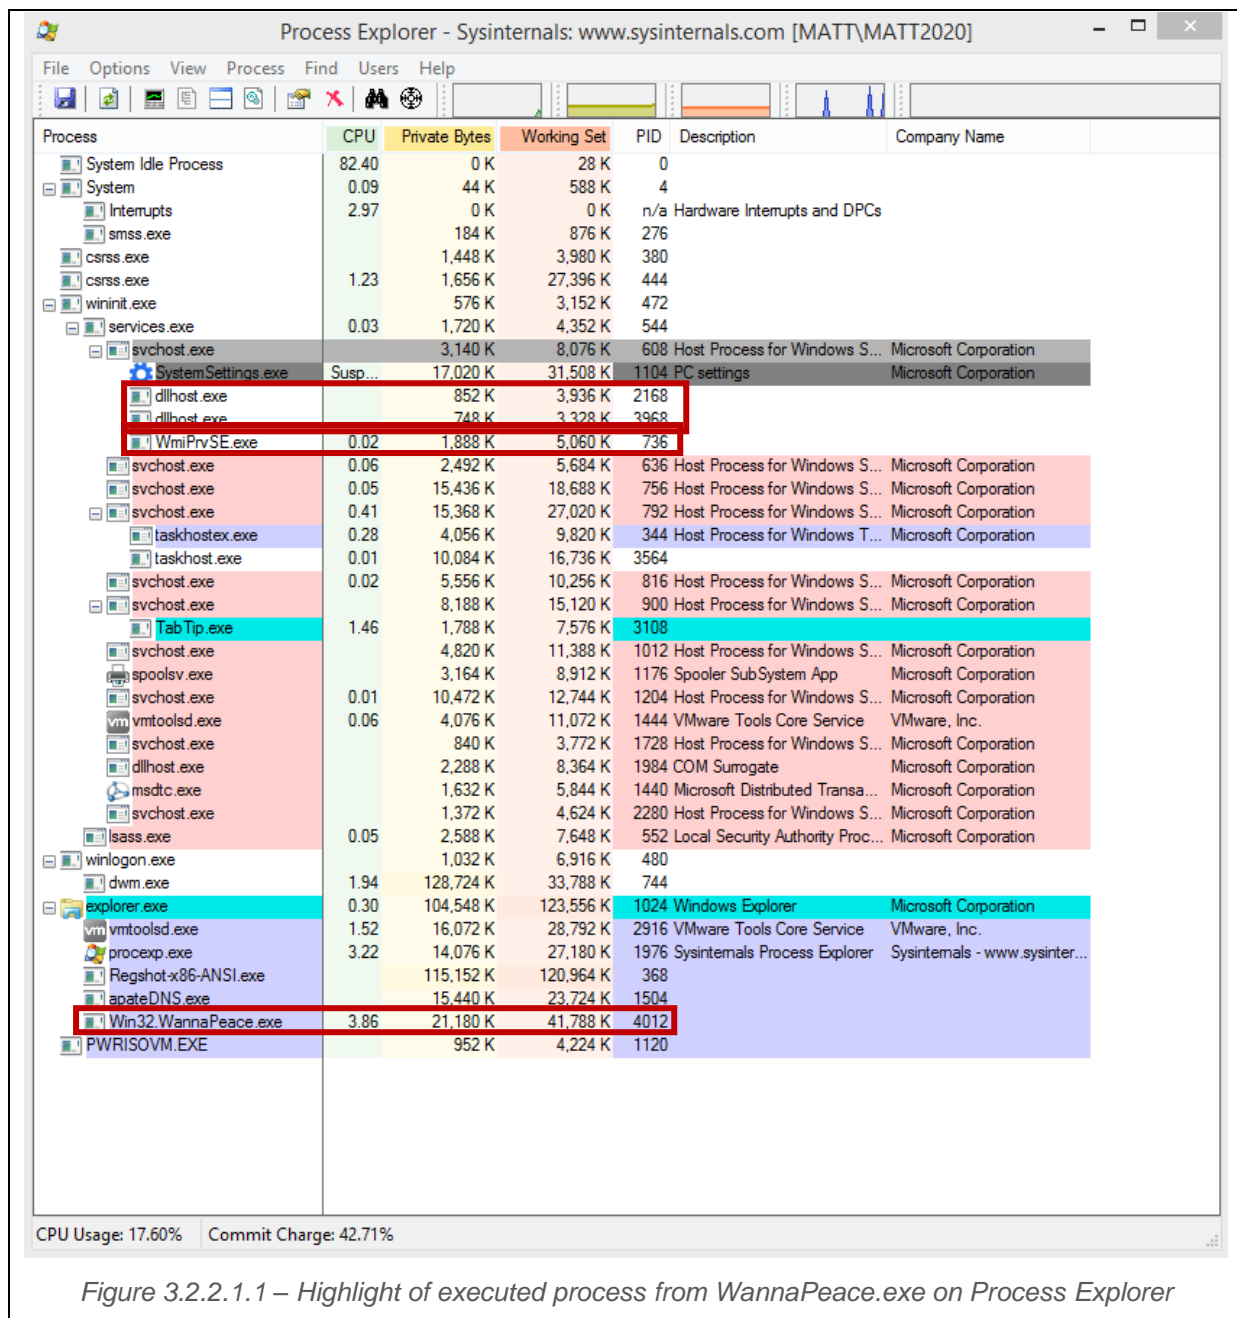 Process Explorer - Sysinternals: www.sysinternals.com [MATT\MATT2020]
File Options View Process Find Users Help
Process CPU Private Bytes Working Set PID Description Company Name
System Idle Process 82.40 0 K 28 K 0
System 0.09 44 K 588 K 4
Interrupts 2.97 0 K 0 K n/a Hardware Interrupts and DPCs
smss.exe 184 K 876 K 276
csrss.exe 1,448 K 3,980 K 380
csrss.exe 1.23 1,656 K 27,396 K 444
wininit.exe 576 K 3,152 K 472
services.exe 0.03 1,720 K 4,352 K 544
svchost.exe 3,140 K 8,076 K 608 Host Process for Windows S... Microsoft Corporation
SystemSettings.exe Susp... 17,020 K 31,508 K 1104 PC settings Microsoft Corporation
dllhost.exe 852 K 3,936 K 2168
dllhost.exe 748 K 3,328 K 3968
WmiPrvSE.exe 0.02 1,888 K 5,060 K 736
svchost.exe 0.06 2,492 K 5,684 K 636 Host Process for Windows S... Microsoft Corporation
svchost.exe 0.05 15,436 K 18,688 K 756 Host Process for Windows S... Microsoft Corporation
svchost.exe 0.41 15,368 K 27,020 K 792 Host Process for Windows S... Microsoft Corporation
taskhostex.exe 0.28 4,056 K 9,820 K 344 Host Process for Windows T... Microsoft Corporation
taskhost.exe 0.01 10,084 K 16,736 K 3564
svchost.exe 0.02 5,556 K 10,256 K 816 Host Process for Windows S... Microsoft Corporation
svchost.exe 8,188 K 15,120 K 900 Host Process for Windows S... Microsoft Corporation
TabTip.exe 1.46 1,788 K 7,576 K 3108
svchost.exe 4,820 K 11,388 K 1012 Host Process for Windows S... Microsoft Corporation
spoolsv.exe 3,164 K 8,912 K 1176 Spooler SubSystem App Microsoft Corporation
svchost.exe 0.01 10,472 K 12,744 K 1204 Host Process for Windows S... Microsoft Corporation
vm vmtoolsd.exe 0.06 4,076 K 11,072 K 1444 VMware Tools Core Service VMware, Inc.
svchost.exe 840 K 3,772 K 1728 Host Process for Windows S... Microsoft Corporation
dllhost.exe 2,288 K 8,364 K 1984 COM Surrogate Microsoft Corporation
msdtc.exe 1,632 K 5,844 K 1440 Microsoft Distributed Transa... Microsoft Corporation
svchost.exe 1,372 K 4,624 K 2280 Host Process for Windows S... Microsoft Corporation
lsass.exe 0.05 2,588 K 7,648 K 552 Local Security Authority Proc... Microsoft Corporation
winlogon.exe 1,032 K 6,916 K 480
dwm.exe 1.94 128,724 K 33,788 K 744
explorer.exe 0.30 104,548 K 123,556 K 1024 Windows Explorer Microsoft Corporation
vm vmtoolsd.exe 1.52 16,072 K 28,792 K 2916 VMware Tools Core Service VMware, Inc.
procexp.exe 3.22 14,076 K 27,180 K 1976 Sysinternals Process Explorer Sysinternals - www.sysinter...
Regshot-x86-ANSI.exe 115,152 K 120,964 K 368
apateDNS.exe 15,440 K 23,724 K 1504
Win32.WannaPeace.exe 3.86 21,180 K 41,788 K 4012
PWRISOVM.EXE 952 K 4,224 K 1120
CPU Usage: 17.60% Commit Charge: 42.71%
Figure 3.2.2.1.1 – Highlight of executed process from WannaPeace.exe on Process Explorer